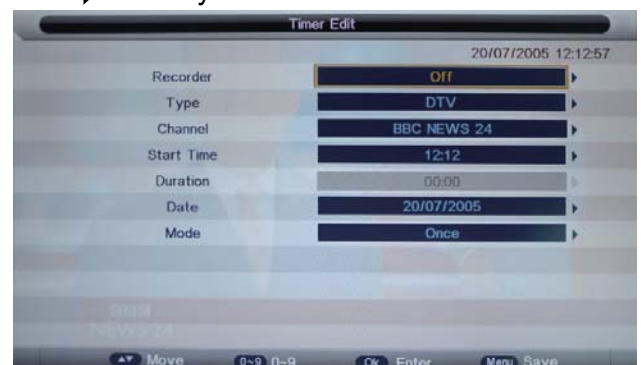 Timer Edit
20/07/2005 12:12:57
Recorder Off
Type DTV
Channel BBC NEWS 24
Start Time 12:12
Duration 00:00
Date 20/07/2005
Mode Once
NEWS 24
Move 0~9 0~9 Ok Enter Menu Save